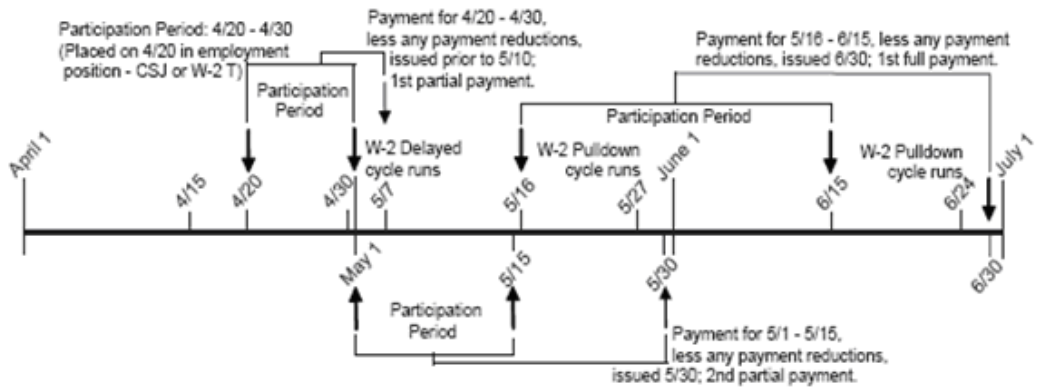 Participation Period: 4/20 - 4/30
(Placed on 4/20 in employment
position - CSJ or W-2 T)
Participation
Period
Payment for 4/20 - 4/30,
less any payment reductions,
issued prior to 5/10;
1st partial payment.
Payment for 5/16 - 6/15, less any payment
reductions, issued 6/30; 1st full payment.
Participation Period
W-2 Delayed
cycle runs
W-2 Pulldown
cycle runs
W-2 Pulldown
cycle runs
April 1
4/15
4/20
4/30
5/7
5/16
5/27
June 1
6/15
6/24
July 1
May 1
5/15
5/30
6/30
Participation
Period
Payment for 5/1 - 5/15,
less any payment reductions,
issued 5/30; 2nd partial payment.